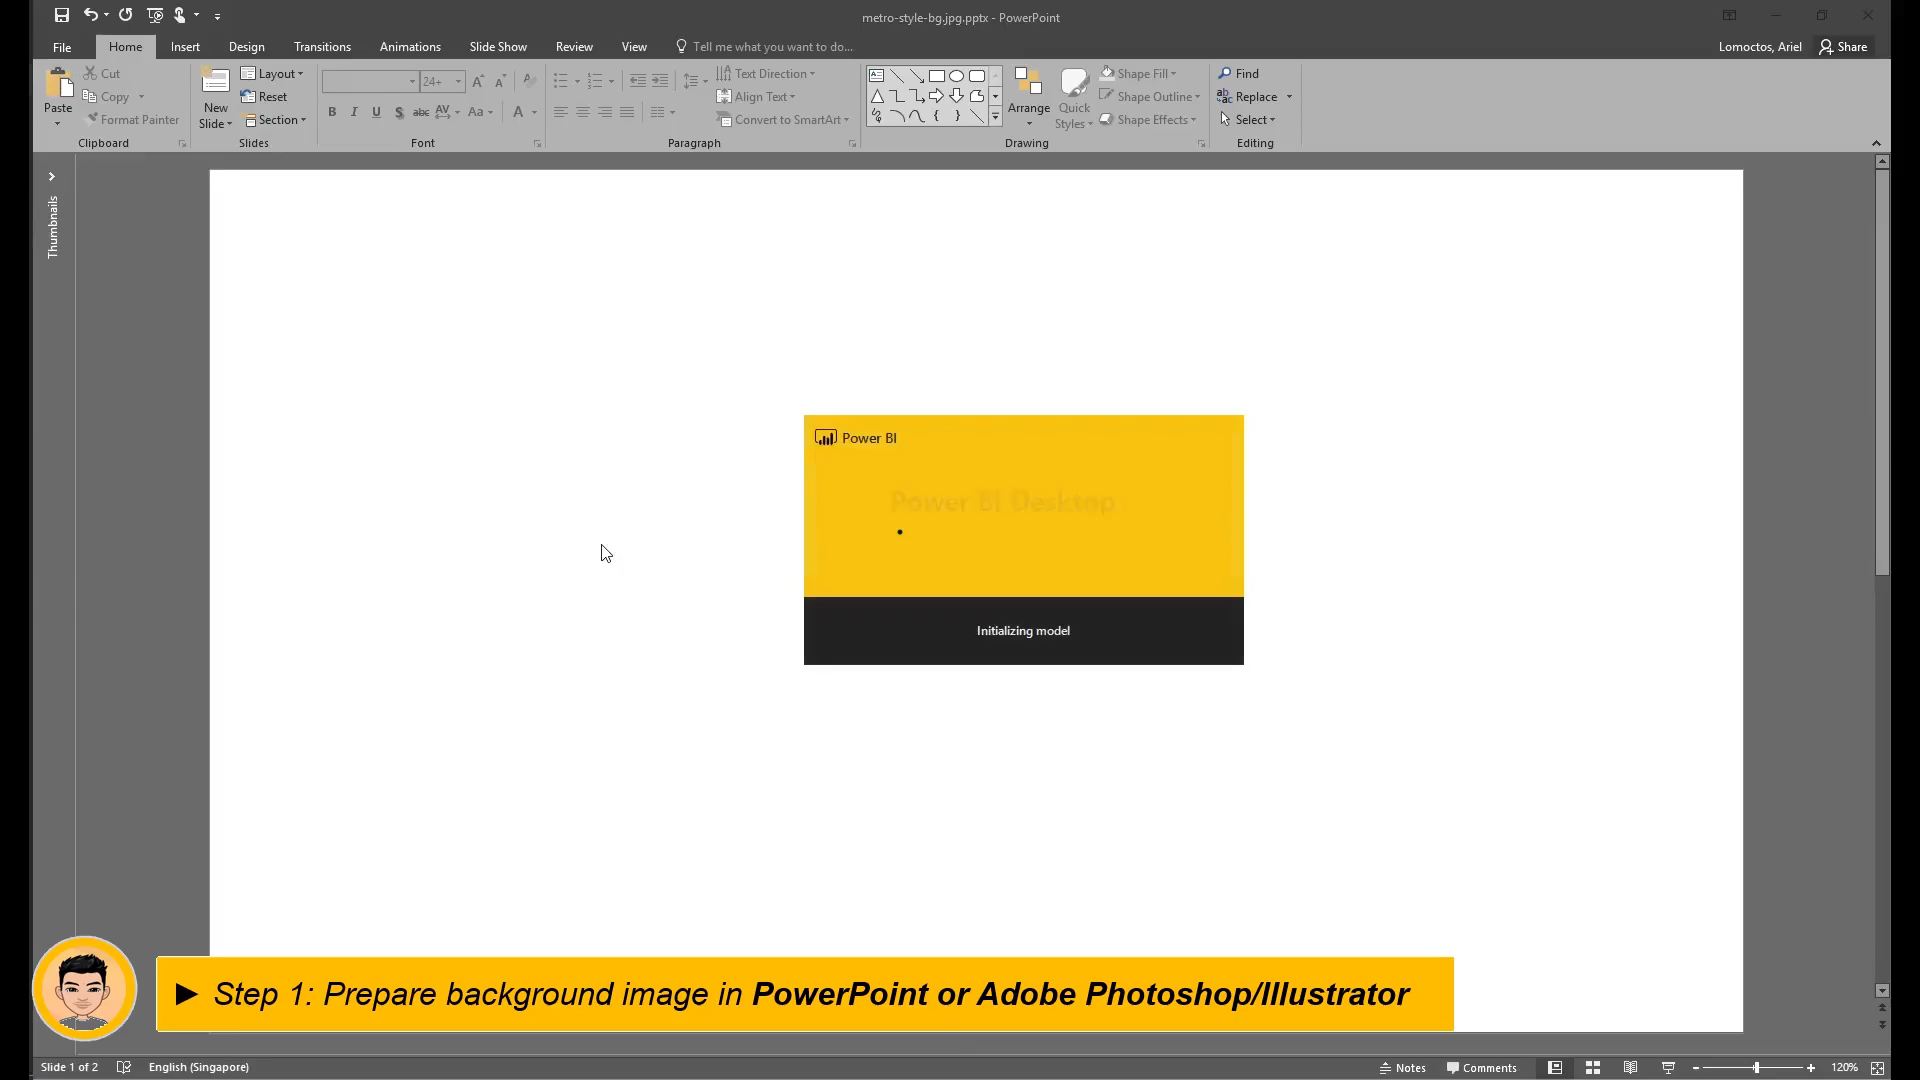 metro-style-bg.jpg.pptx - PowerPoint
File Home Insert Design Transitions Animations Slide Show Review View Tell me what you want to do... Lomoctos, Ariel Share
Paste
Cut
Copy
Format Painter
Clipboard
New
Slide
Layout
Reset
Section
Slides
24+
B I U S abc AV Aa A
Font
Text Direction
Align Text
Convert to SmartArt
Paragraph
Arrange
Quick
Styles
Shape Fill
Shape Outline
Shape Effects
Drawing
Find
Replace
Select
Editing
Thumbnails
Power BI
Power BI Desktop
Initializing model
► Step 1: Prepare background image in PowerPoint or Adobe Photoshop/Illustrator
Slide 1 of 2 English (Singapore) Notes Comments 120%